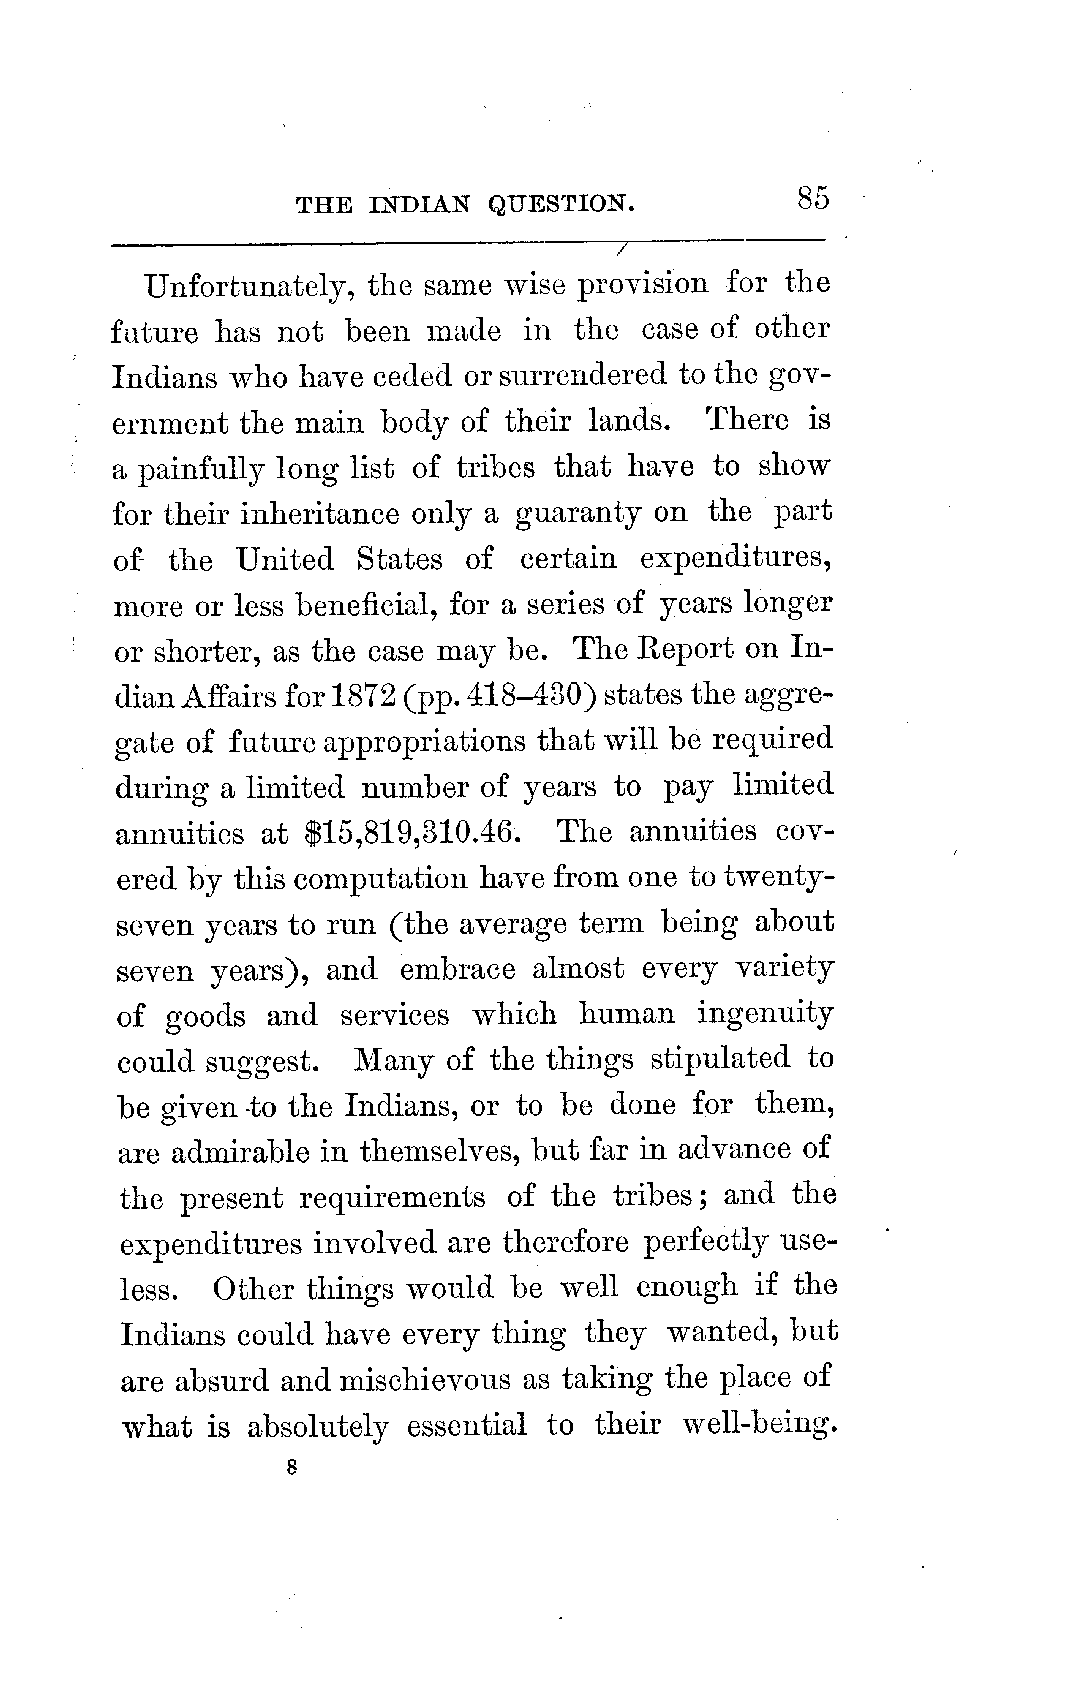 THE INDIAN QUESTION. 85
Unfortunately, the same wise provision for the
future has not been made in the case of other
Indians who have ceded or surrendered to the gov-
ernment the main body of their lands. There is
a painfully long list of tribes that have to show
for their inheritance only a guaranty on the part
of the United States of certain expenditures,
more or less beneficial, for a series of years longer
or shorter, as the case may be. The Report on In-
dian Affairs for 1872 (pp. 418–430) states the aggre-
gate of future appropriations that will be required
during a limited number of years to pay limited
annuities at $15,819,310.46. The annuities cov-
ered by this computation have from one to twenty-
seven years to run (the average term being about
seven years), and embrace almost every variety
of goods and services which human ingenuity
could suggest. Many of the things stipulated to
be given to the Indians, or to be done for them,
are admirable in themselves, but far in advance of
the present requirements of the tribes; and the
expenditures involved are therefore perfectly use-
less. Other things would be well enough if the
Indians could have every thing they wanted, but
are absurd and mischievous as taking the place of
what is absolutely essential to their well-being.
8